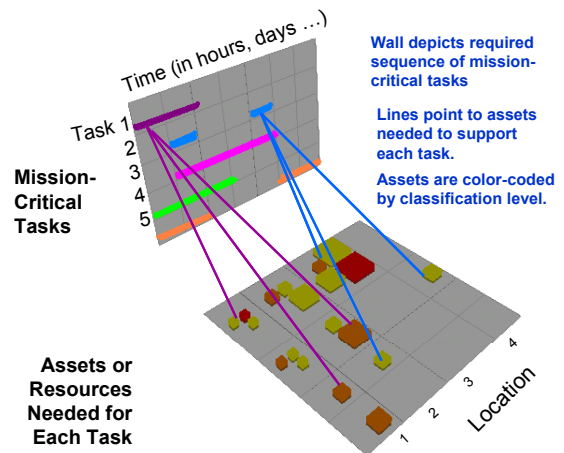 Time (in hours, days …)
Wall depicts required
sequence of mission-
critical tasks
Lines point to assets
needed to support
each task.
Assets are color-coded
by classification level.
Task 1
2
3
4
5
Mission-
Critical
Tasks
Assets or
Resources
Needed for
Each Task
1
2
3
4
Location